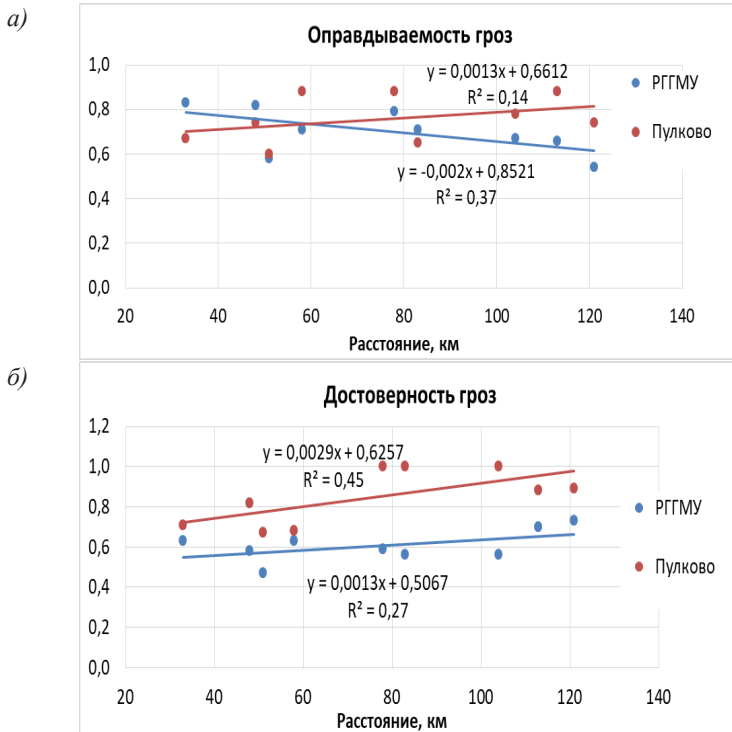 а)
Оправдываемость гроз
1,0
0,8
0,6
0,4
0,2
0,0
y = 0,0013x + 0,6612
R² = 0,14
y = -0,002x + 0,8521
R² = 0,37
РГГМУ
Пулково
20 40 60 80 100 120 140
Расстояние, км
б)
Достоверность гроз
1,2
1,0
0,8
0,6
0,4
0,2
0,0
y = 0,0029x + 0,6257
R² = 0,45
y = 0,0013x + 0,5067
R² = 0,27
РГГМУ
Пулково
20 40 60 80 100 120 140
Расстояние, км